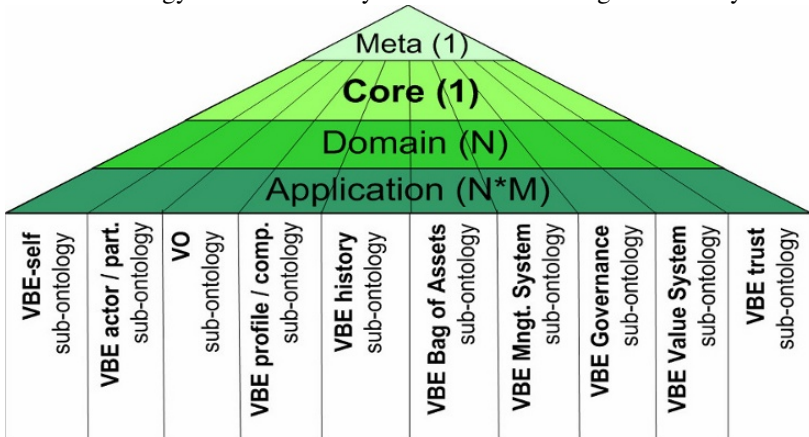 Meta (1)
Core (1)
Domain (N)
Application (N*M)
VBE-self
sub-ontology
VBE actor / part.
sub-ontology
VO
sub-ontology
VBE profile / comp.
sub-ontology
VBE history
sub-ontology
VBE Bag of Assets
sub-ontology
VBE Mngt. System
sub-ontology
VBE Governance
sub-ontology
VBE Value System
sub-ontology
VBE trust
sub-ontology